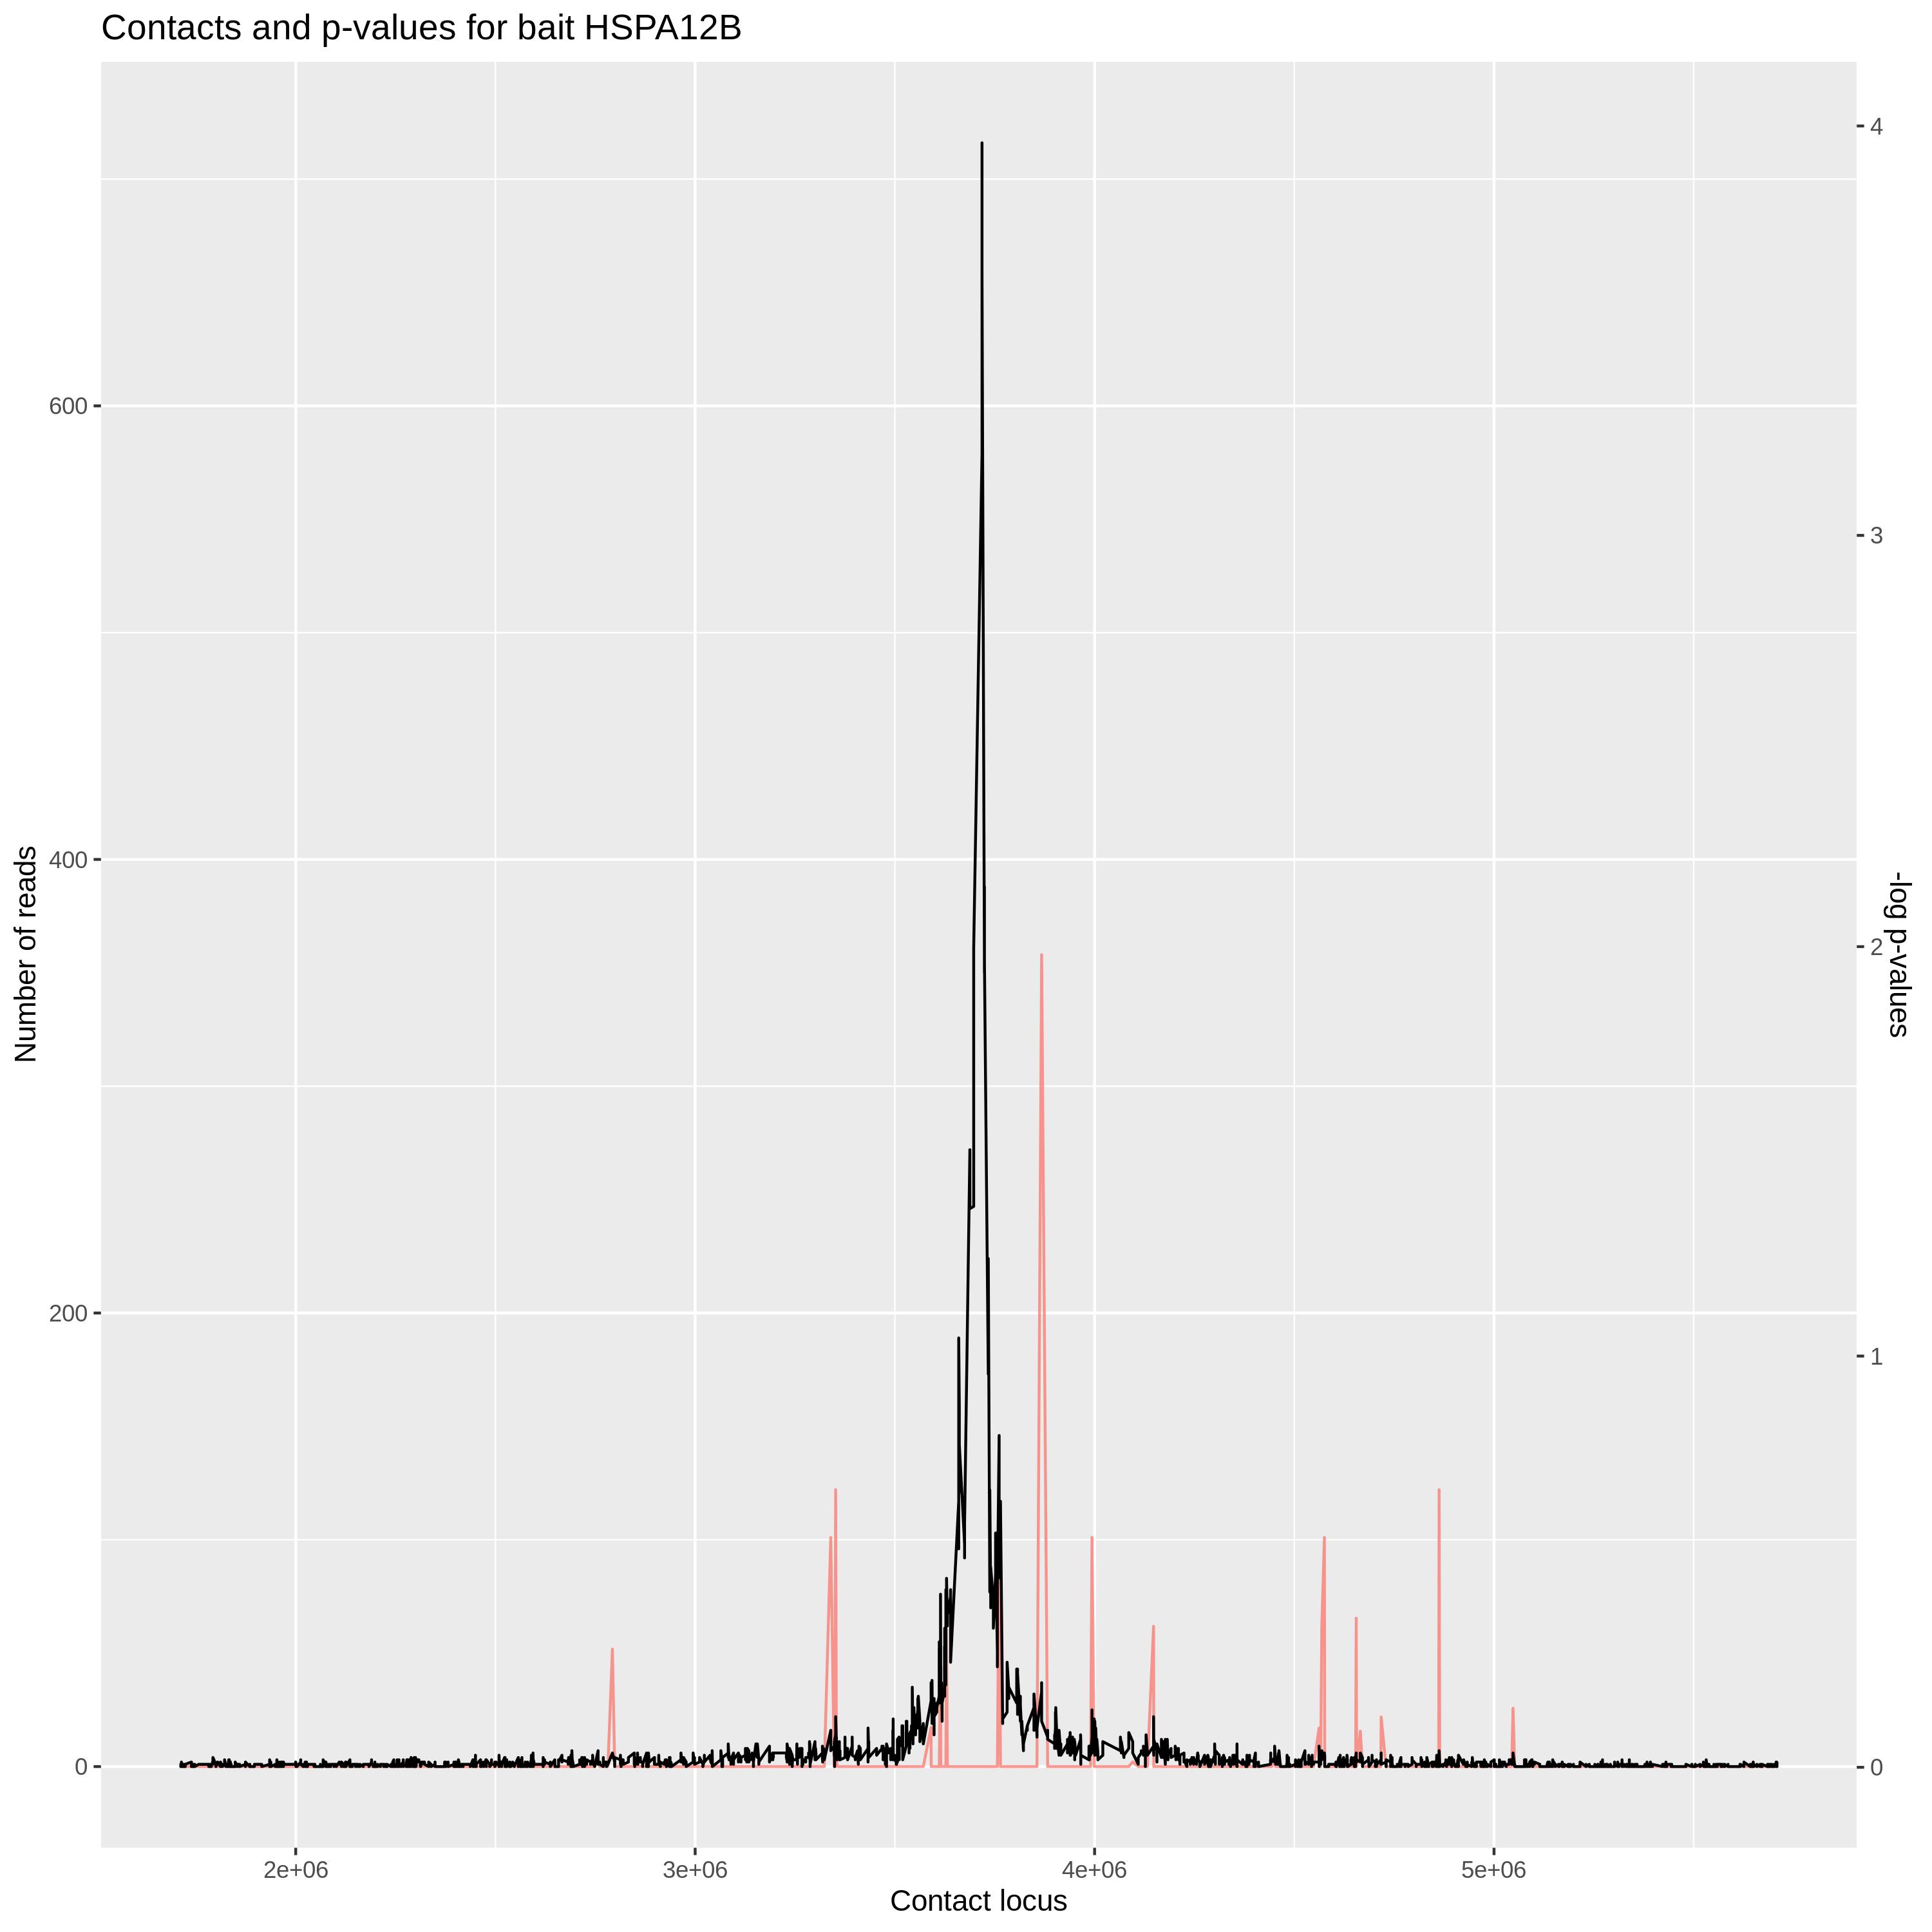 Contacts and p-values for bait HSPA12B
Number of reads
600
400
200
0
4
3
2
1
0
-log p-values
2e+06
3e+06
4e+06
5e+06
Contact locus